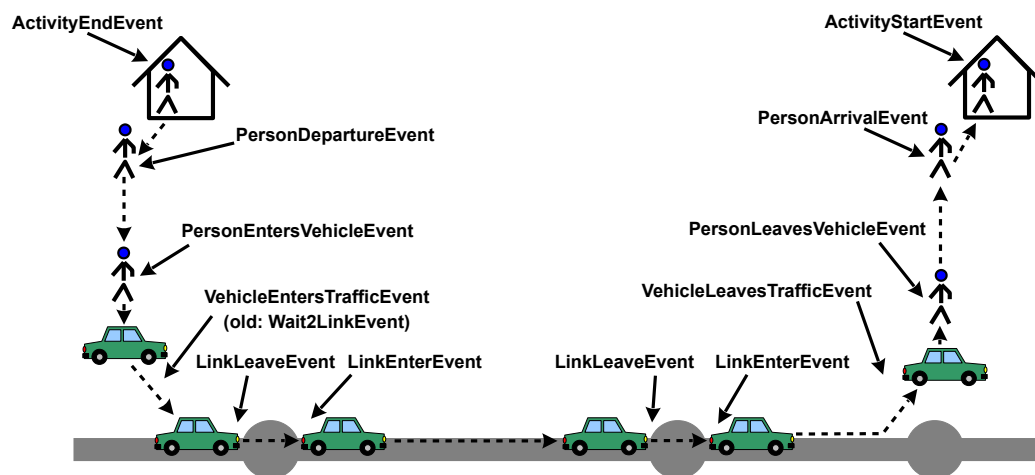 ActivityEndEvent
ActivityStartEvent
PersonDepartureEvent
PersonArrivalEvent
PersonEntersVehicleEvent
PersonLeavesVehicleEvent
VehicleEntersTrafficEvent
(old: Wait2LinkEvent)
VehicleLeavesTrafficEvent
LinkLeaveEvent
LinkEnterEvent
LinkLeaveEvent
LinkEnterEvent